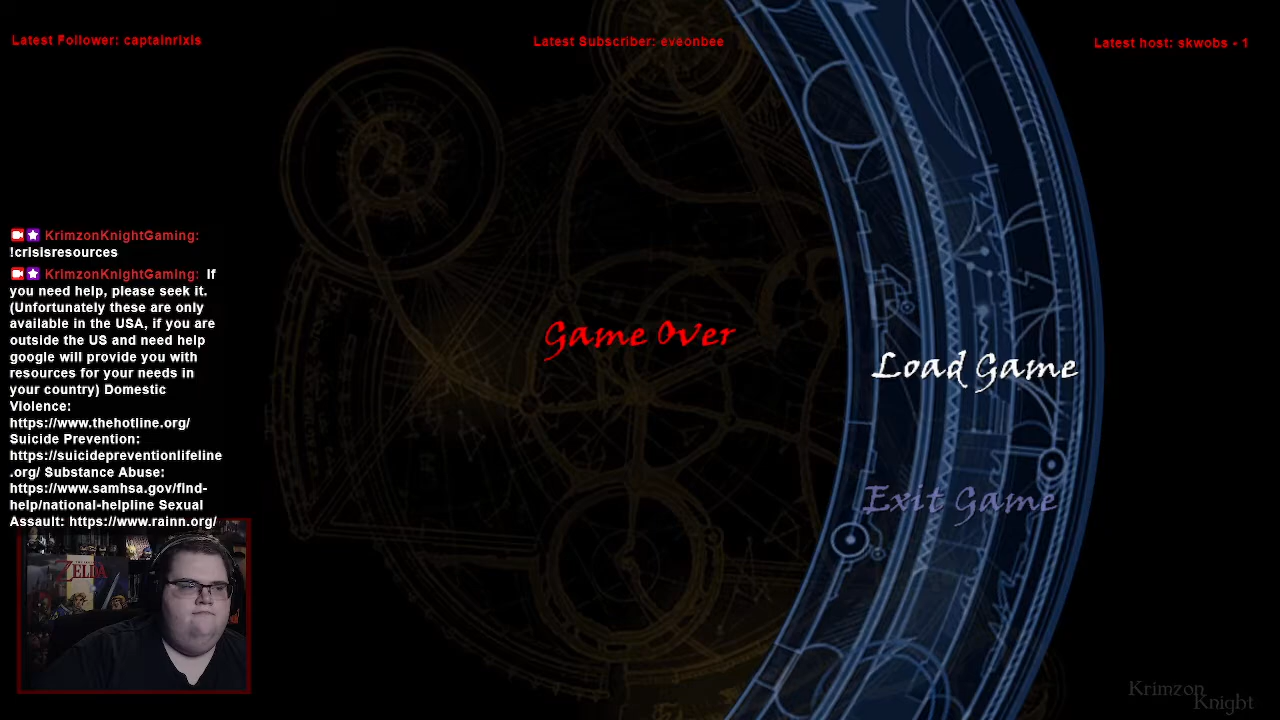 Latest Follower: captainrixis
Latest Subscriber: eveonbee
Latest host: skwobs - 1
KrimzonKnightGaming:
!crisisresources
KrimzonKnightGaming: If
you need help, please seek it.
(Unfortunately these are only
available in the USA, if you are
outside the US and need help
google will provide you with
resources for your needs in
your country) Domestic
Violence:
https://www.thehotline.org/
Suicide Prevention:
https://suicidepreventionlifeline
.org/ Substance Abuse:
https://www.samhsa.gov/find-
help/national-helpline Sexual
Assault: https://www.rainn.org/
Game Over
Load Game
Exit Game
ZELDA
Krimzon
Knight